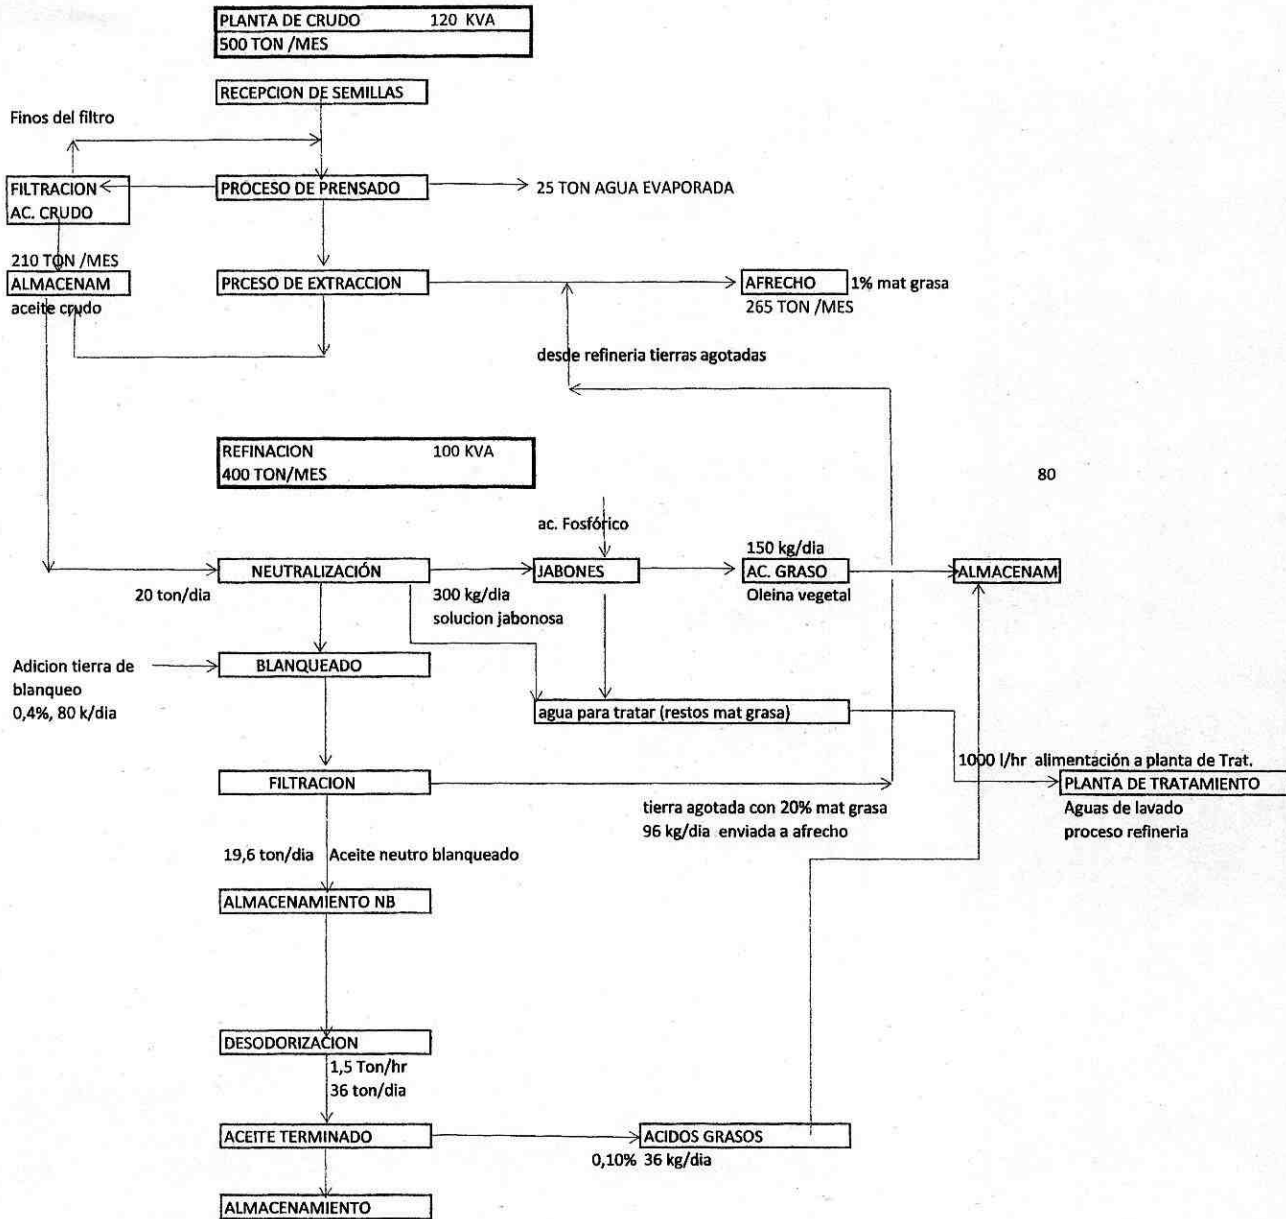 PLANTA DE CRUDO 120 KVA
500 TON /MES
RECEPCION DE SEMILLAS
Finos del filtro
FILTRACION
AC. CRUDO
PROCESO DE PRENSADO
25 TON AGUA EVAPORADA
210 TON /MES
ALMACENAM
aceite crudo
PRCESO DE EXTRACCION
AFRECHO
1% mat grasa
265 TON /MES
desde refineria tierras agotadas
REFINACION 100 KVA
400 TON/MES
80
ac. Fosfórico
150 kg/dia
NEUTRALIZACIÓN
JABONES
AC. GRASO
ALMACENAM
Oleina vegetal
20 ton/dia
300 kg/dia
solucion jabonosa
Adicion tierra de
blanqueo
0,4%, 80 k/dia
BLANQUEADO
agua para tratar (restos mat grasa)
1000 l/hr alimentación a planta de Trat.
FILTRACION
PLANTA DE TRATAMIENTO
tierra agotada con 20% mat grasa
96 kg/dia enviada a afrecho
Aguas de lavado
proceso refineria
19,6 ton/dia Aceite neutro blanqueado
ALMACENAMIENTO NB
DESODORIZACION
1,5 Ton/hr
36 ton/dia
ACEITE TERMINADO
ACIDOS GRASOS
0,10% 36 kg/dia
ALMACENAMIENTO